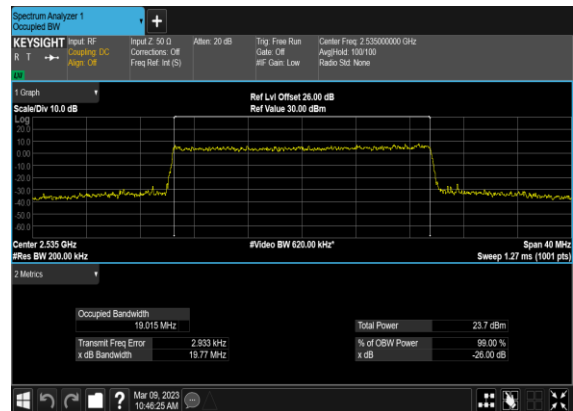 Spectrum Analyzer 1
Occupied BW
+
KEYSIGHT Input: RF Input Z: 50 Ω Atten: 20 dB Trig: Free Run Center Freq: 2.535000000 GHz
R T Coupling: DC Corrections: Off Gate: Off Avg|Hold: 100/100
Align: Off Freq Ref: Int (S) #IF Gain: Low Radio Std: None
1 Graph
Ref Lvl Offset 26.00 dB
Scale/Div 10.0 dB Ref Value 30.00 dBm
Log
20.0
10.0
0.00
-10.0
-20.0
-30.0
-40.0
-50.0
-60.0
Center 2.535 GHz #Video BW 620.00 kHz* Span 40 MHz
#Res BW 200.00 kHz Sweep 1.27 ms (1001 pts)
2 Metrics
Occupied Bandwidth
19.015 MHz Total Power 23.7 dBm
Transmit Freq Error 2.933 kHz % of OBW Power 99.00 %
x dB Bandwidth 19.77 MHz x dB -26.00 dB
? Mar 09, 2023
10:46:25 AM